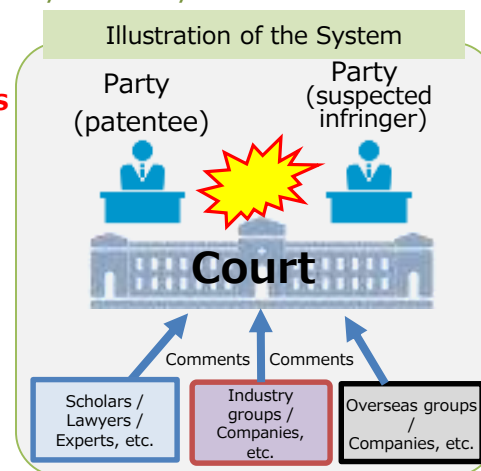 Illustration of the System
s
Party
(patentee)
Party
(suspected
infringer)
Court
Comments Comments
Scholars /
Lawyers /
Experts, etc.
Industry
groups /
Companies,
etc.
Overseas groups
/
Companies, etc.